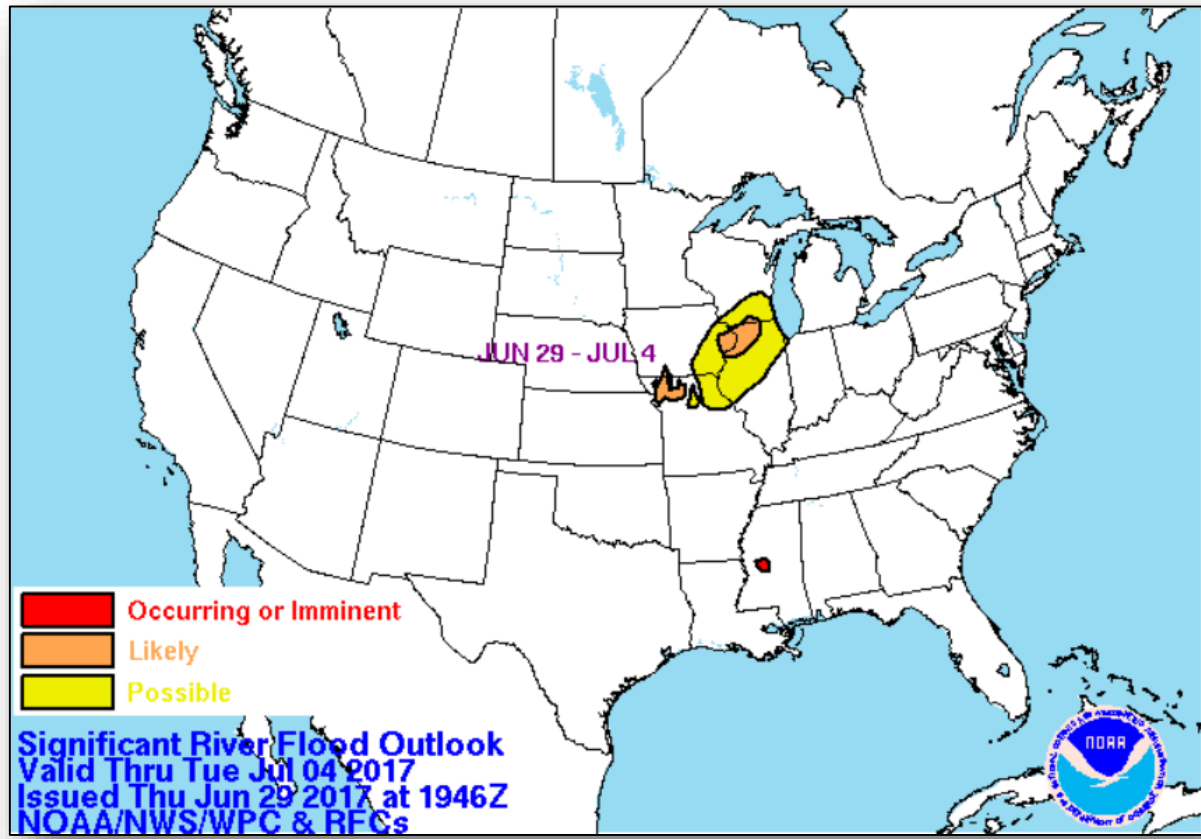 JUN 29 - JUL 4
Occurring or Imminent
Likely
Possible
Significant River Flood Outlook
Valid Thru Tue Jul 04 2017
Issued Thu Jun 29 2017 at 1946Z
NOAA/NWS/WPC & RFCs
NOAA